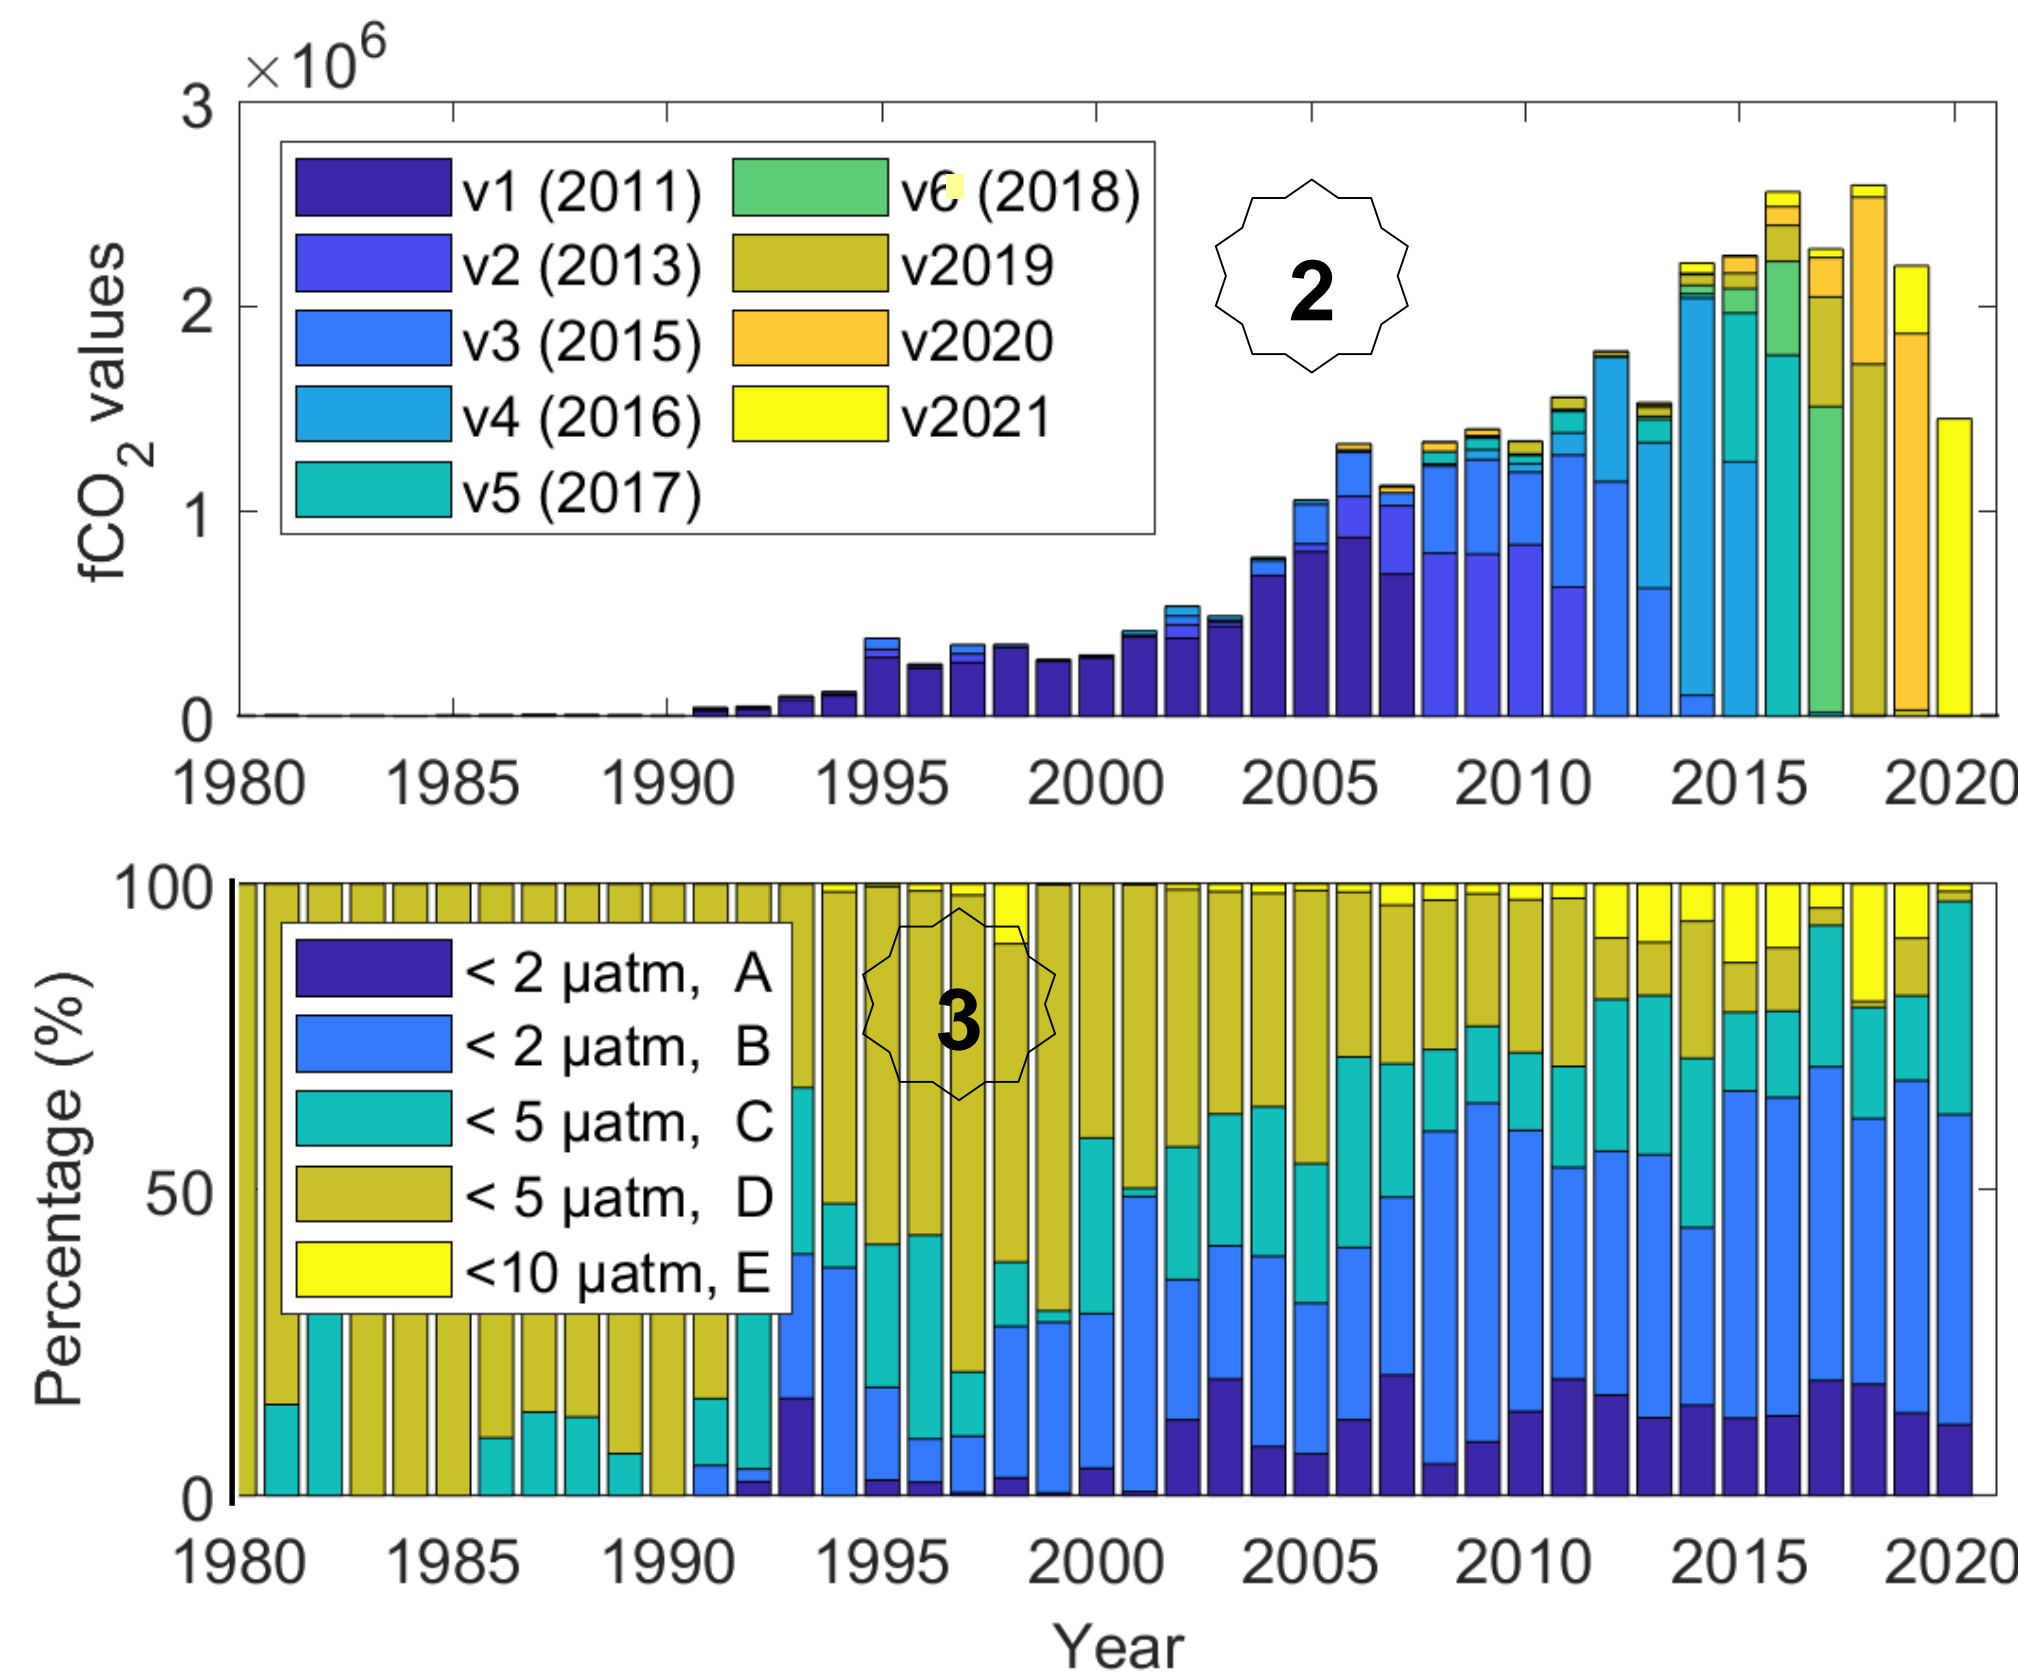 ×10⁶
3
2
1
0
fCO₂ values
v1 (2011)
v2 (2013)
v3 (2015)
v4 (2016)
v5 (2017)
v6 (2018)
v2019
v2020
v2021
2
1980 1985 1990 1995 2000 2005 2010 2015 2020
100
50
0
Percentage (%)
< 2 µatm, A
< 2 µatm, B
< 5 µatm, C
< 5 µatm, D
<10 µatm, E
3
1980 1985 1990 1995 2000 2005 2010 2015 2020
Year